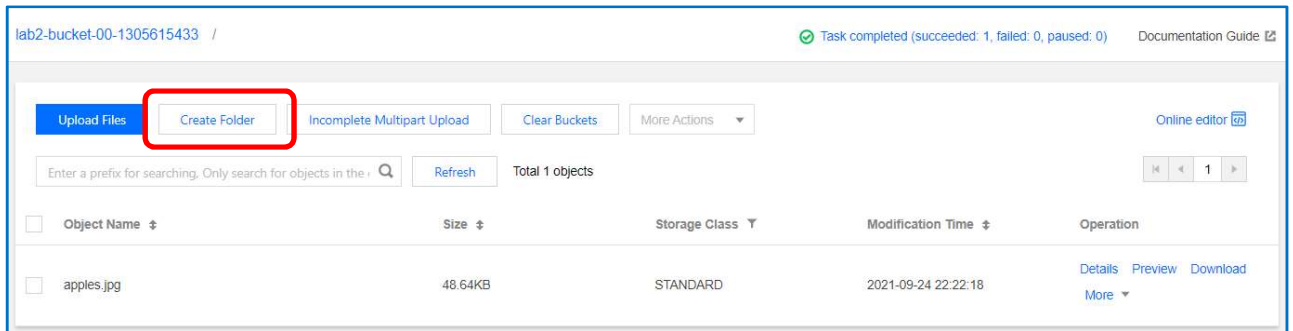 lab2-bucket-00-1305615433 / Task completed (succeeded: 1, failed: 0, paused: 0) Documentation Guide
Upload Files Create Folder Incomplete Multipart Upload Clear Buckets More Actions Online editor
Enter a prefix for searching, Only search for objects in the Refresh Total 1 objects 1
Object Name Size Storage Class Modification Time Operation
apples.jpg 48.64KB STANDARD 2021-09-24 22:22:18 Details Preview Download
More